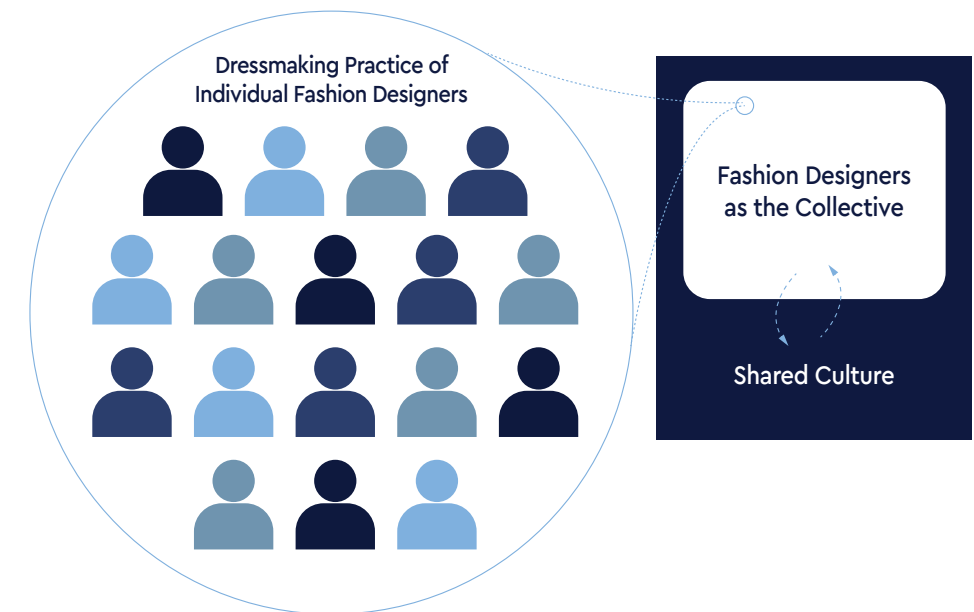 Dressmaking Practice of
Individual Fashion Designers
Fashion Designers
as the Collective
Shared Culture